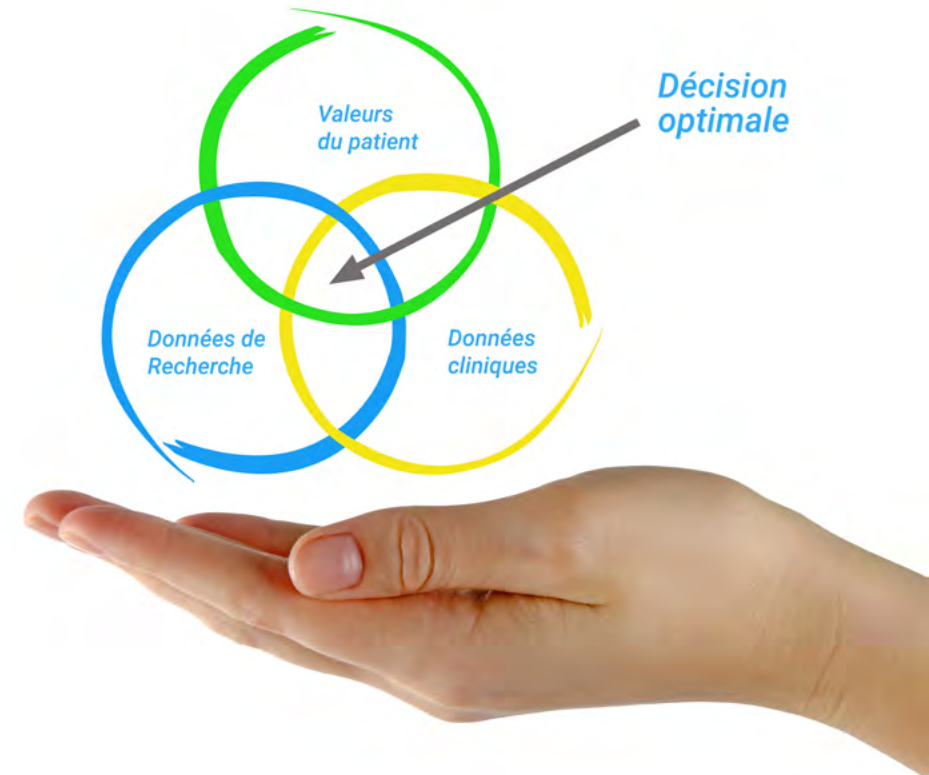 Valeurs
du patient
Décision
optimale
Données de
Recherche
Données
cliniques